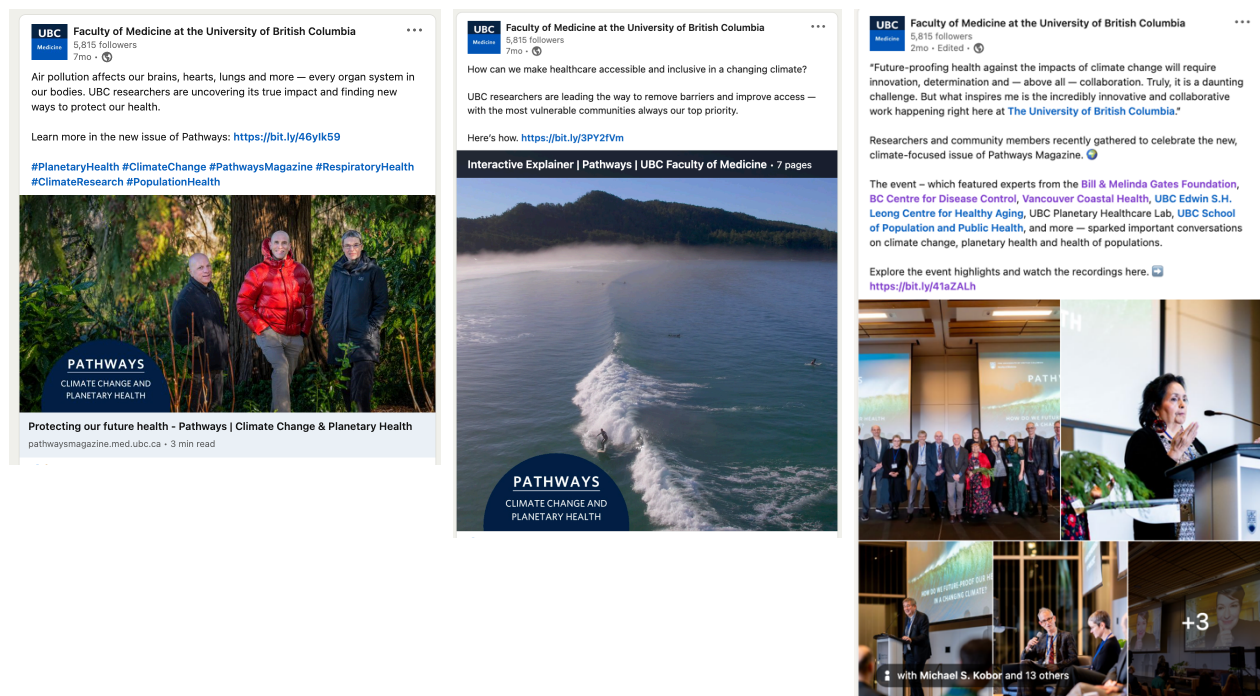 UBC
Medicine
Faculty of Medicine at the University of British Columbia
5,815 followers
7mo •
Air pollution affects our brains, hearts, lungs and more — every organ system in
our bodies. UBC researchers are uncovering its true impact and finding new
ways to protect our health.
Learn more in the new issue of Pathways: https://bit.ly/46ylk59
#PlanetaryHealth #ClimateChange #PathwaysMagazine #RespiratoryHealth
#ClimateResearch #PopulationHealth
PATHWAYS
CLIMATE CHANGE AND
PLANETARY HEALTH
Protecting our future health - Pathways | Climate Change & Planetary Health
pathwaysmagazine.med.ubc.ca • 3 min read
UBC
Medicine
Faculty of Medicine at the University of British Columbia
5,815 followers
7mo •
How can we make healthcare accessible and inclusive in a changing climate?
UBC researchers are leading the way to remove barriers and improve access —
with the most vulnerable communities always our top priority.
Here's how. https://bit.ly/3PY2fVm
Interactive Explainer | Pathways | UBC Faculty of Medicine • 7 pages
PATHWAYS
CLIMATE CHANGE AND
PLANETARY HEALTH
UBC
Medicine
Faculty of Medicine at the University of British Columbia
5,815 followers
2mo • Edited •
"Future-proofing health against the impacts of climate change will require
innovation, determination and — above all — collaboration. Truly, it is a daunting
challenge. But what inspires me is the incredibly innovative and collaborative
work happening right here at The University of British Columbia."
Researchers and community members recently gathered to celebrate the new,
climate-focused issue of Pathways Magazine.
The event – which featured experts from the Bill & Melinda Gates Foundation,
BC Centre for Disease Control, Vancouver Coastal Health, UBC Edwin S.H.
Leong Centre for Healthy Aging, UBC Planetary Healthcare Lab, UBC School
of Population and Public Health, and more — sparked important conversations
on climate change, planetary health and health of populations.
Explore the event highlights and watch the recordings here.
https://bit.ly/41aZALh
PATHW
TH
HOW DO WE FUTURE-PROOF OUR HE
IN A CHANGING CLIMATE?
+3
with Michael S. Kobor and 13 others